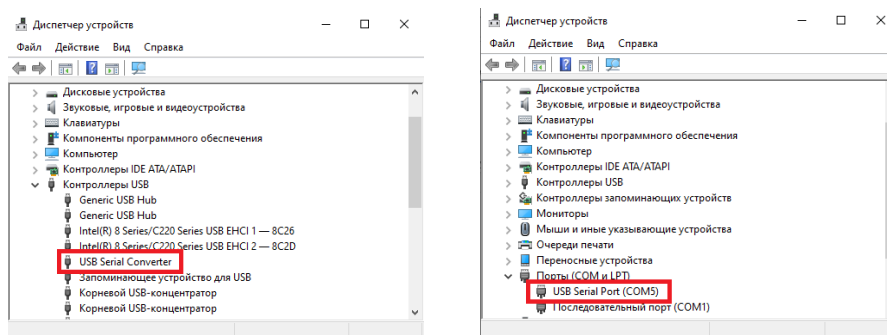 Диспетчер устройств
Файл Действие Вид Справка
Дисковые устройства
Звуковые, игровые и видеоустройства
Клавиатуры
Компоненты программного обеспечения
Компьютер
Контроллеры IDE ATA/ATAPI
Контроллеры USB
Generic USB Hub
Generic USB Hub
Intel(R) 8 Series/C220 Series USB EHCI 1 — 8C26
Intel(R) 8 Series/C220 Series USB EHCI 2 — 8C2D
USB Serial Converter
Запоминающее устройство для USB
Корневой USB-концентратор
Корневой USB-концентратор
Диспетчер устройств
Файл Действие Вид Справка
Дисковые устройства
Звуковые, игровые и видеоустройства
Клавиатуры
Компоненты программного обеспечения
Компьютер
Контроллеры IDE ATA/ATAPI
Контроллеры USB
Контроллеры запоминающих устройств
Мониторы
Мыши и иные указывающие устройства
Очереди печати
Переносные устройства
Порты (COM и LPT)
USB Serial Port (COM5)
Последовательный порт (COM1)